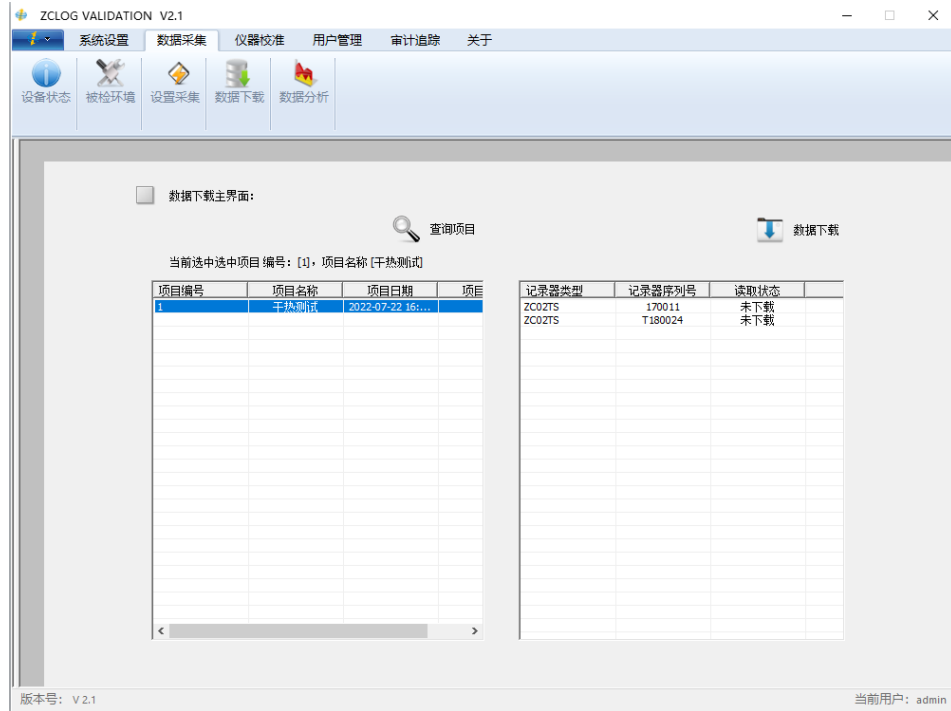 ZCLOG VALIDATION V2.1
系统设置 数据采集 仪器校准 用户管理 审计追踪 关于
设备状态 被检环境 设置采集 数据下载 数据分析
数据下载主界面:
查询项目 数据下载
当前选中选中项目 编号: [1], 项目名称 [干热测试]
项目编号 项目名称 项目日期 项目
1 干热测试 2022-07-22 16:...
记录器类型 记录器序列号 读取状态
ZC02TS 170011 未下载
ZC02TS T180024 未下载
版本号: V 2.1 当前用户: admin